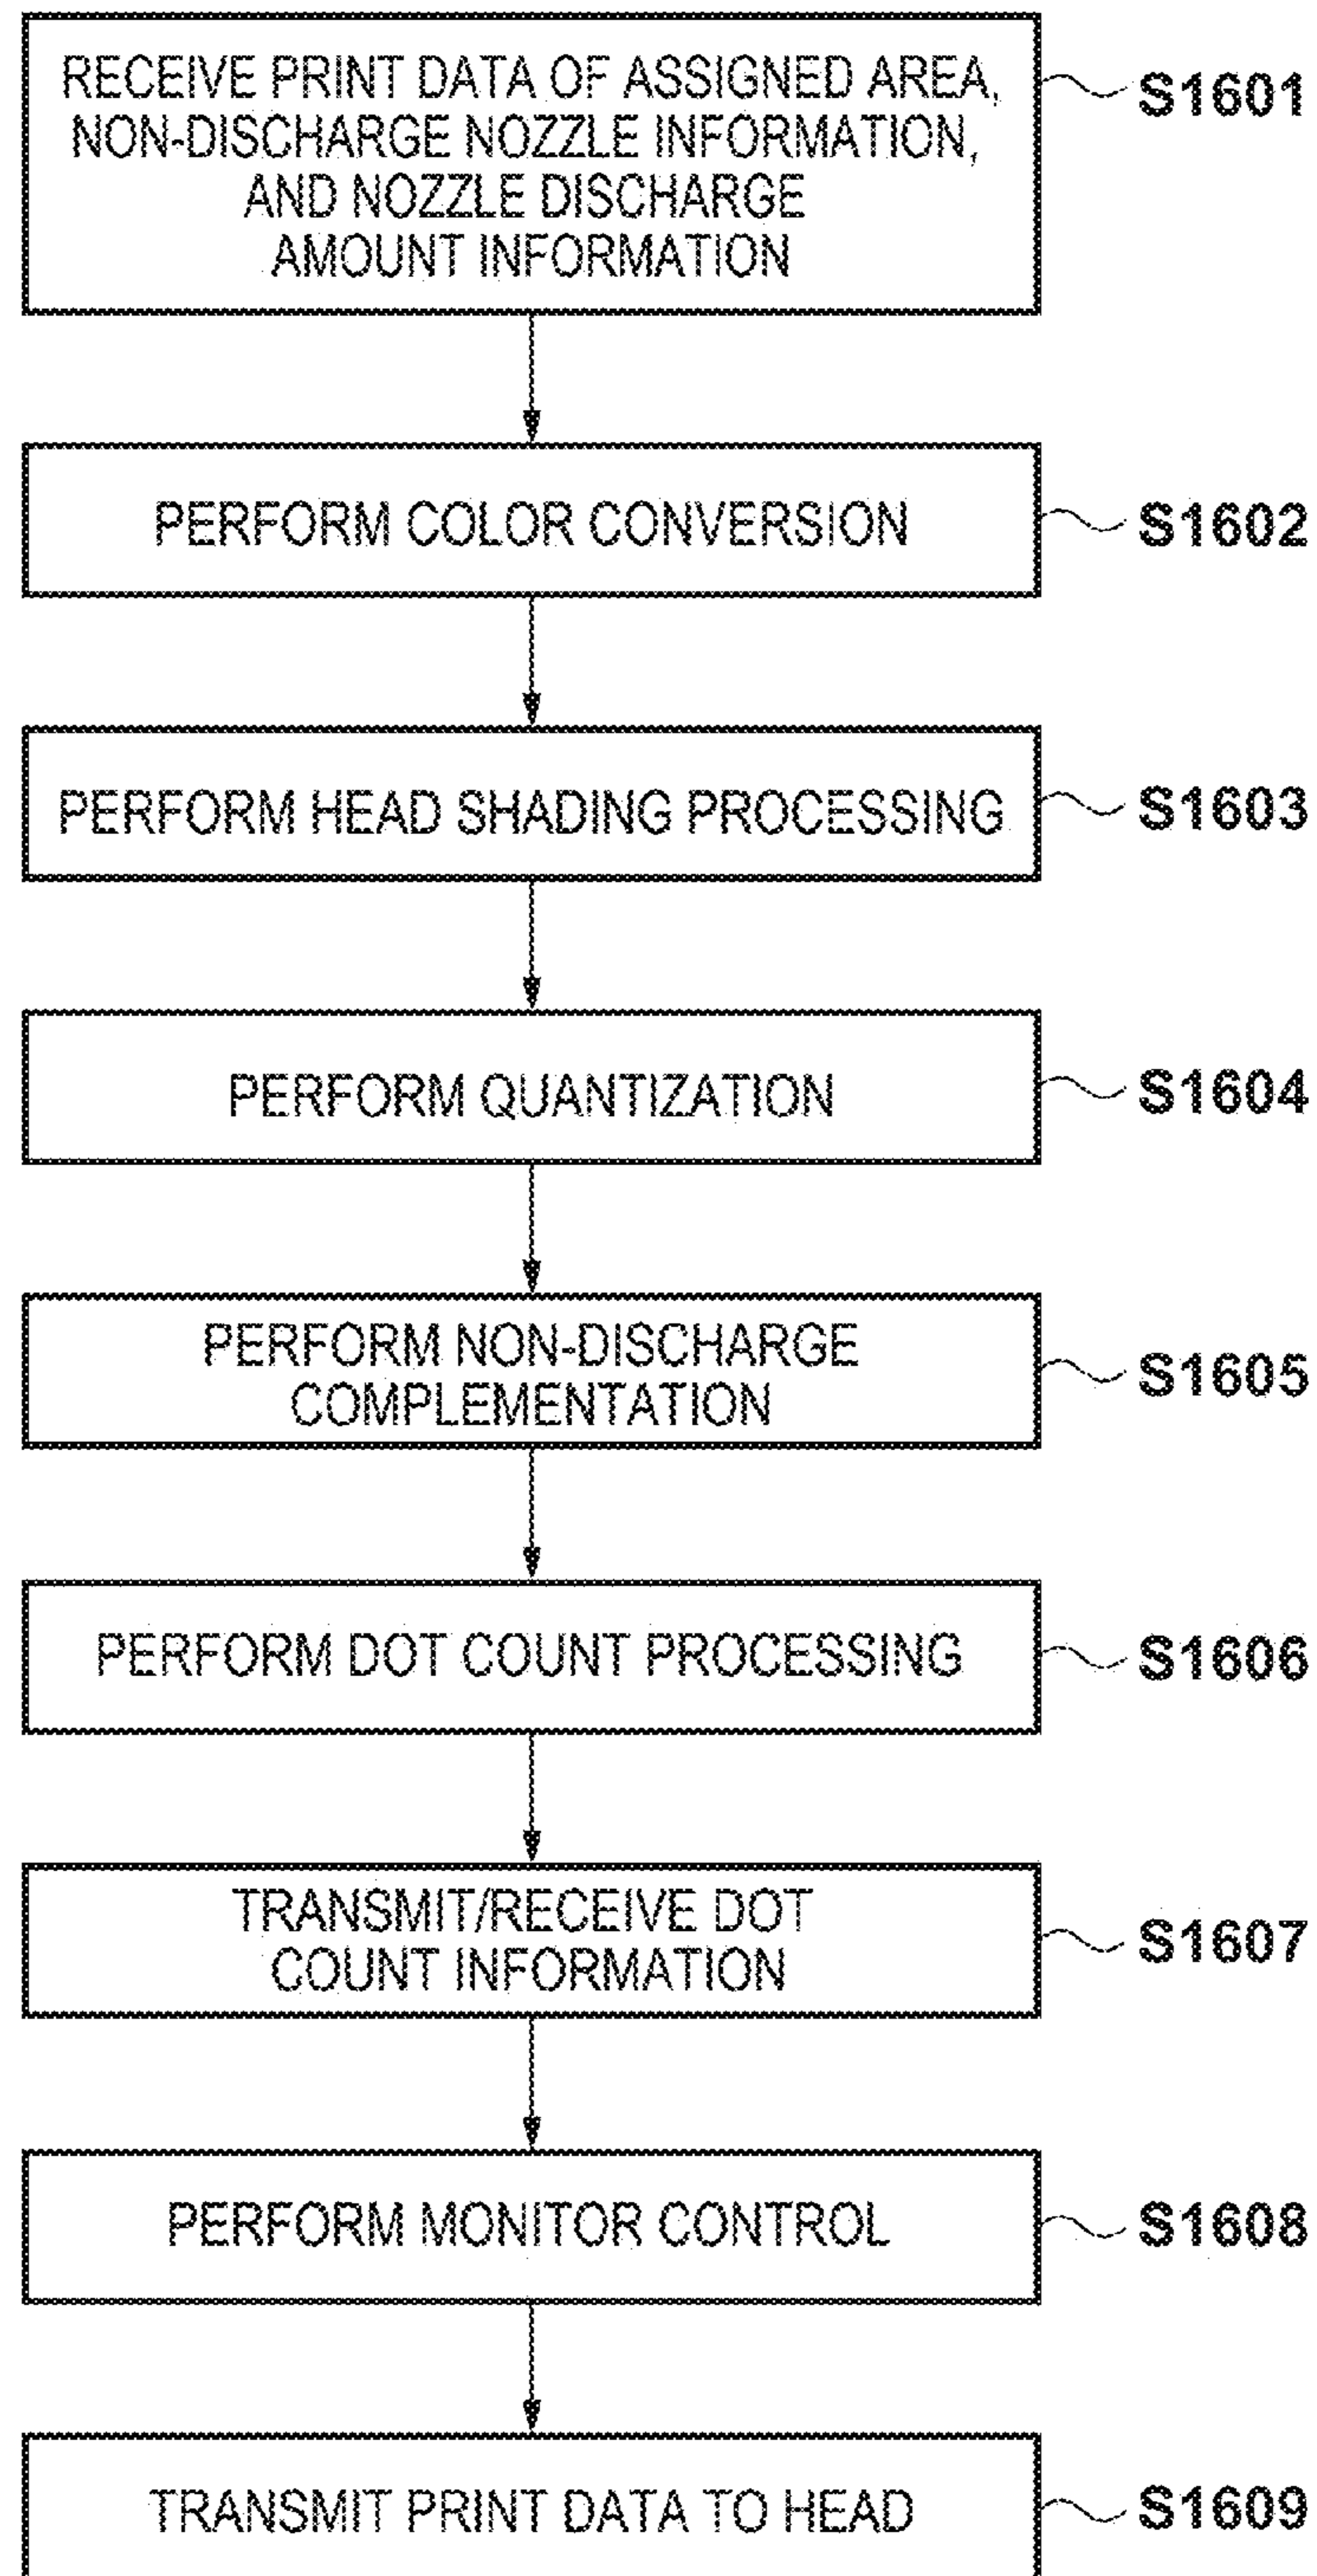 RECEIVE PRINT DATA OF ASSIGNED AREA,
NON-DISCHARGE NOZZLE INFORMATION,
AND NOZZLE DISCHARGE
AMOUNT INFORMATION
S1601
PERFORM COLOR CONVERSION
S1602
PERFORM HEAD SHADING PROCESSING
S1603
PERFORM QUANTIZATION
S1604
PERFORM NON-DISCHARGE
COMPLEMENTATION
S1605
PERFORM DOT COUNT PROCESSING
S1606
TRANSMIT/RECEIVE DOT
COUNT INFORMATION
S1607
PERFORM MONITOR CONTROL
S1608
TRANSMIT PRINT DATA TO HEAD
S1609